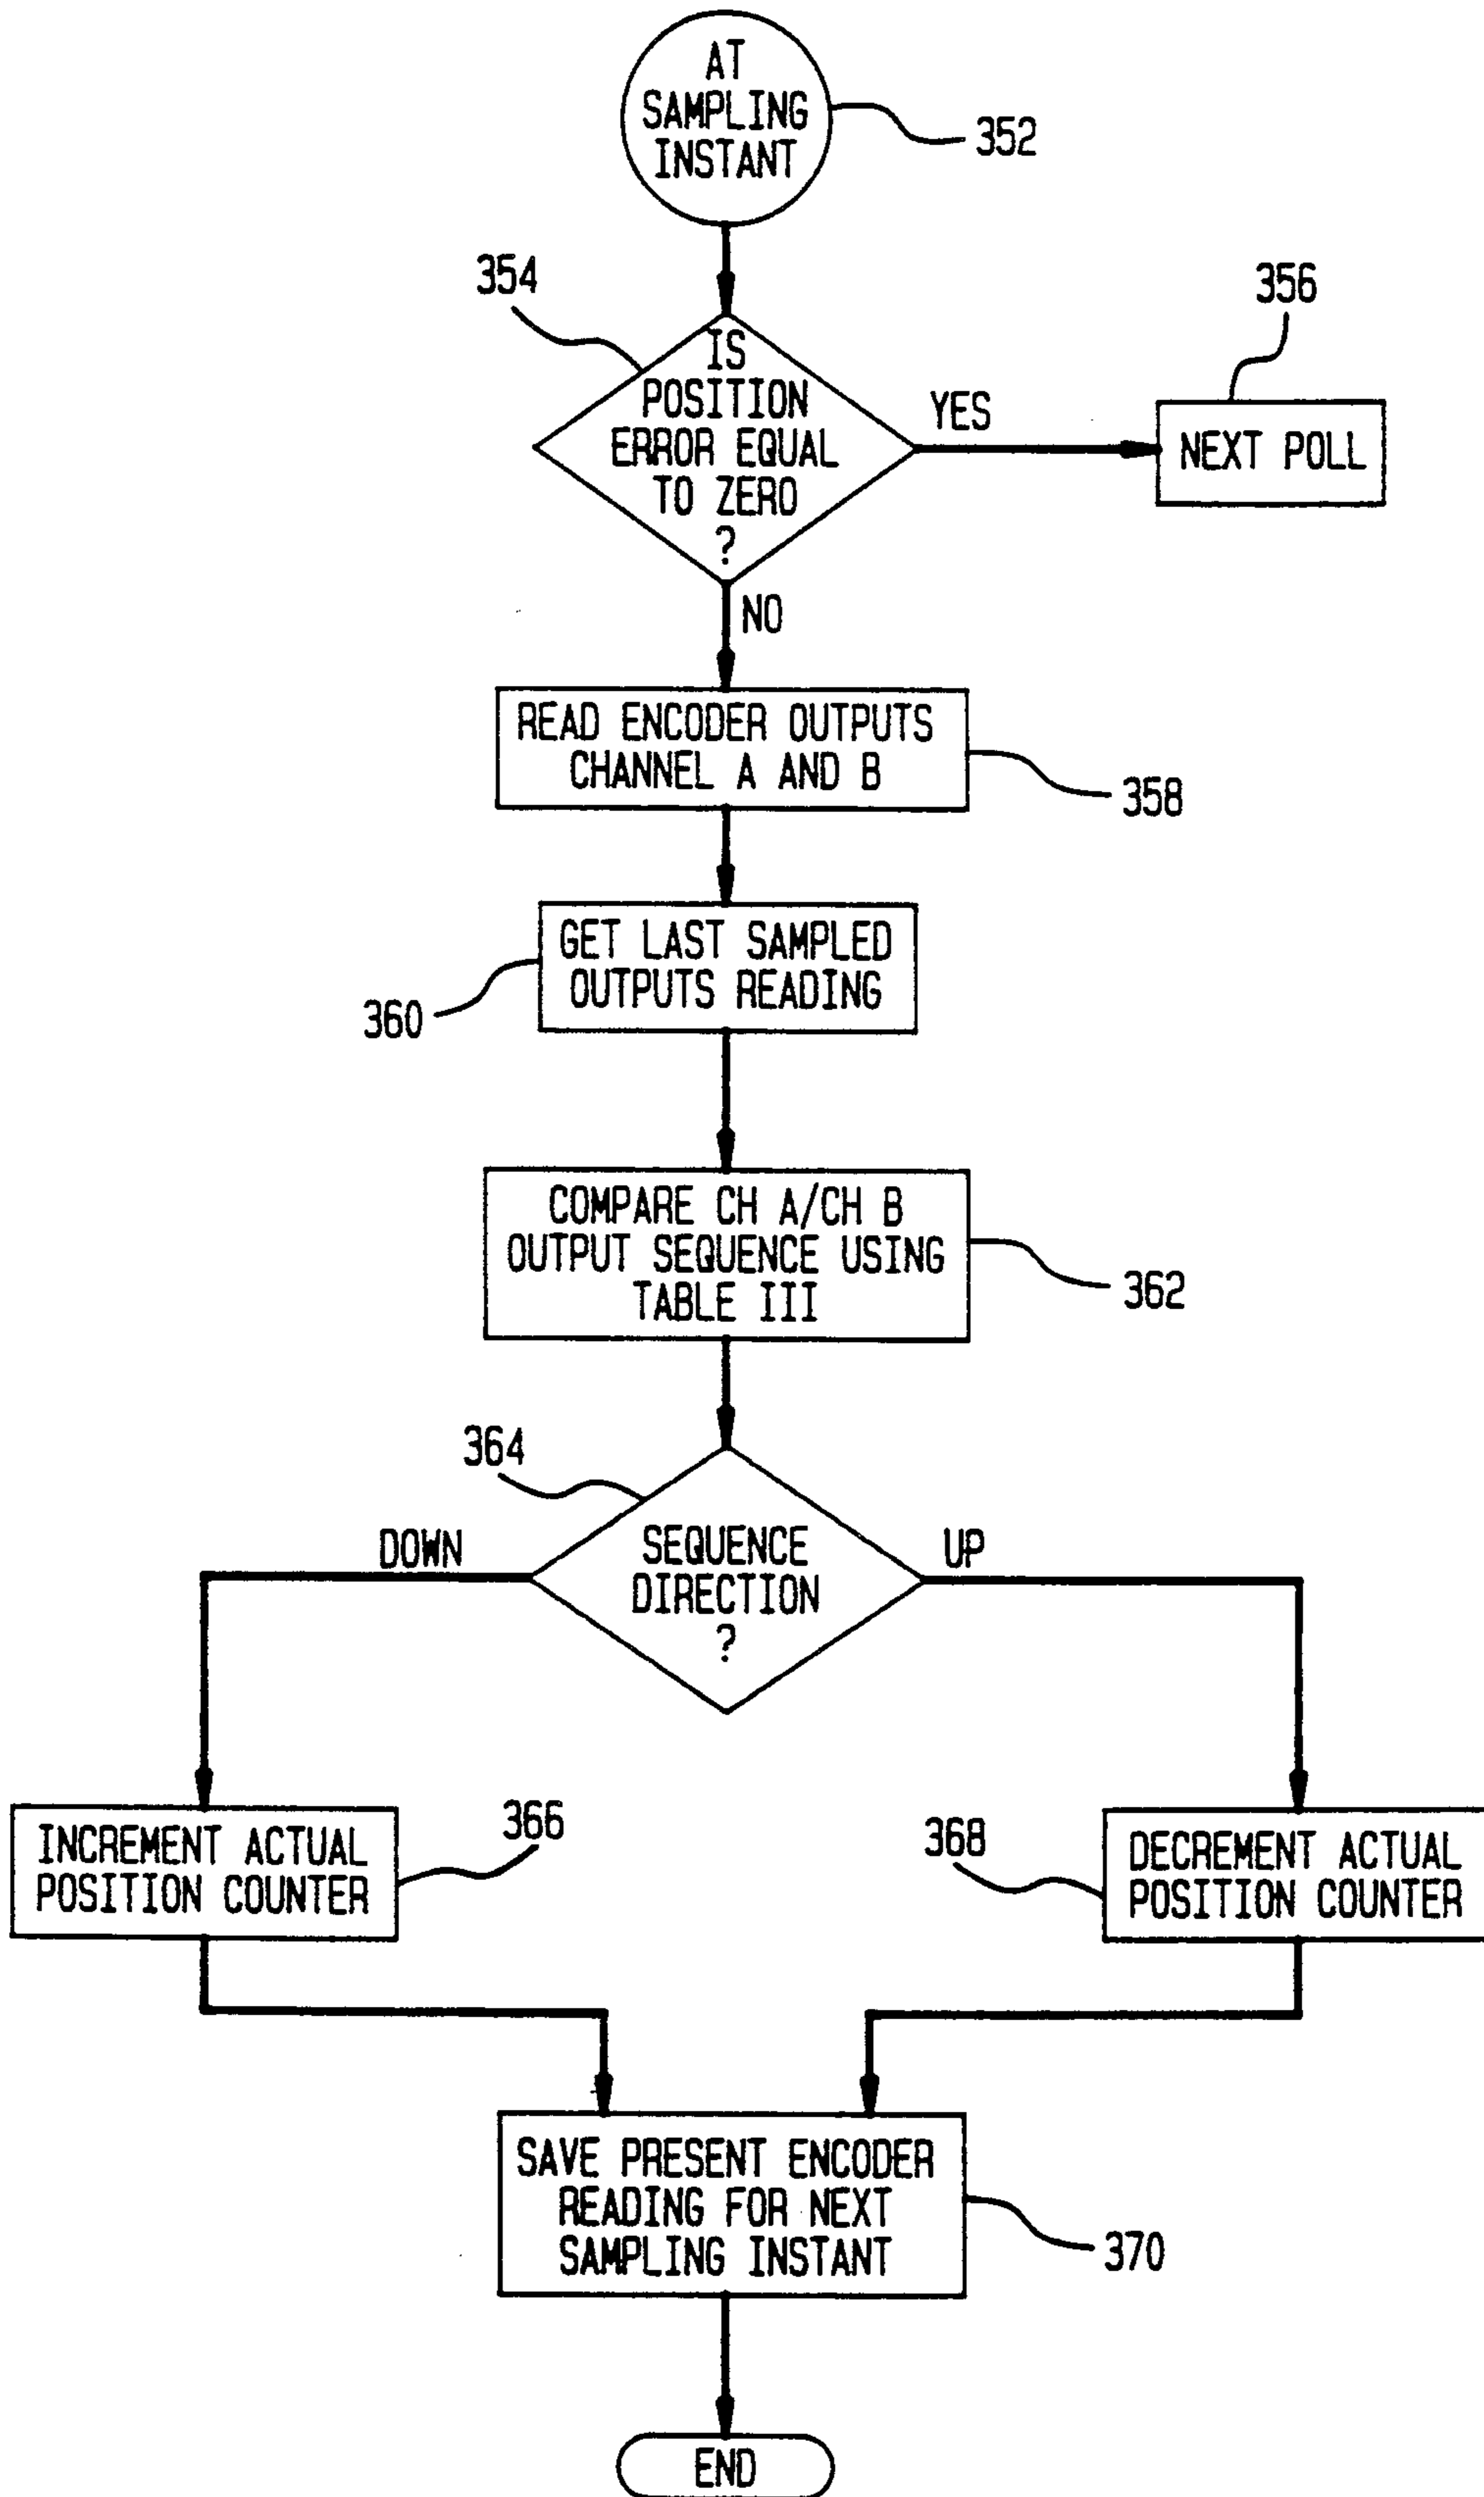 AT
SAMPLING
INSTANT
352
354
IS
POSITION
ERROR EQUAL
TO ZERO
?
YES
356
NEXT POLL
NO
READ ENCODER OUTPUTS
CHANNEL A AND B
358
GET LAST SAMPLED
OUTPUTS READING
360
COMPARE CH A/CH B
OUTPUT SEQUENCE USING
TABLE III
362
364
DOWN
SEQUENCE
DIRECTION
?
UP
INCREMENT ACTUAL
POSITION COUNTER
366
368
DECREMENT ACTUAL
POSITION COUNTER
SAVE PRESENT ENCODER
READING FOR NEXT
SAMPLING INSTANT
370
END